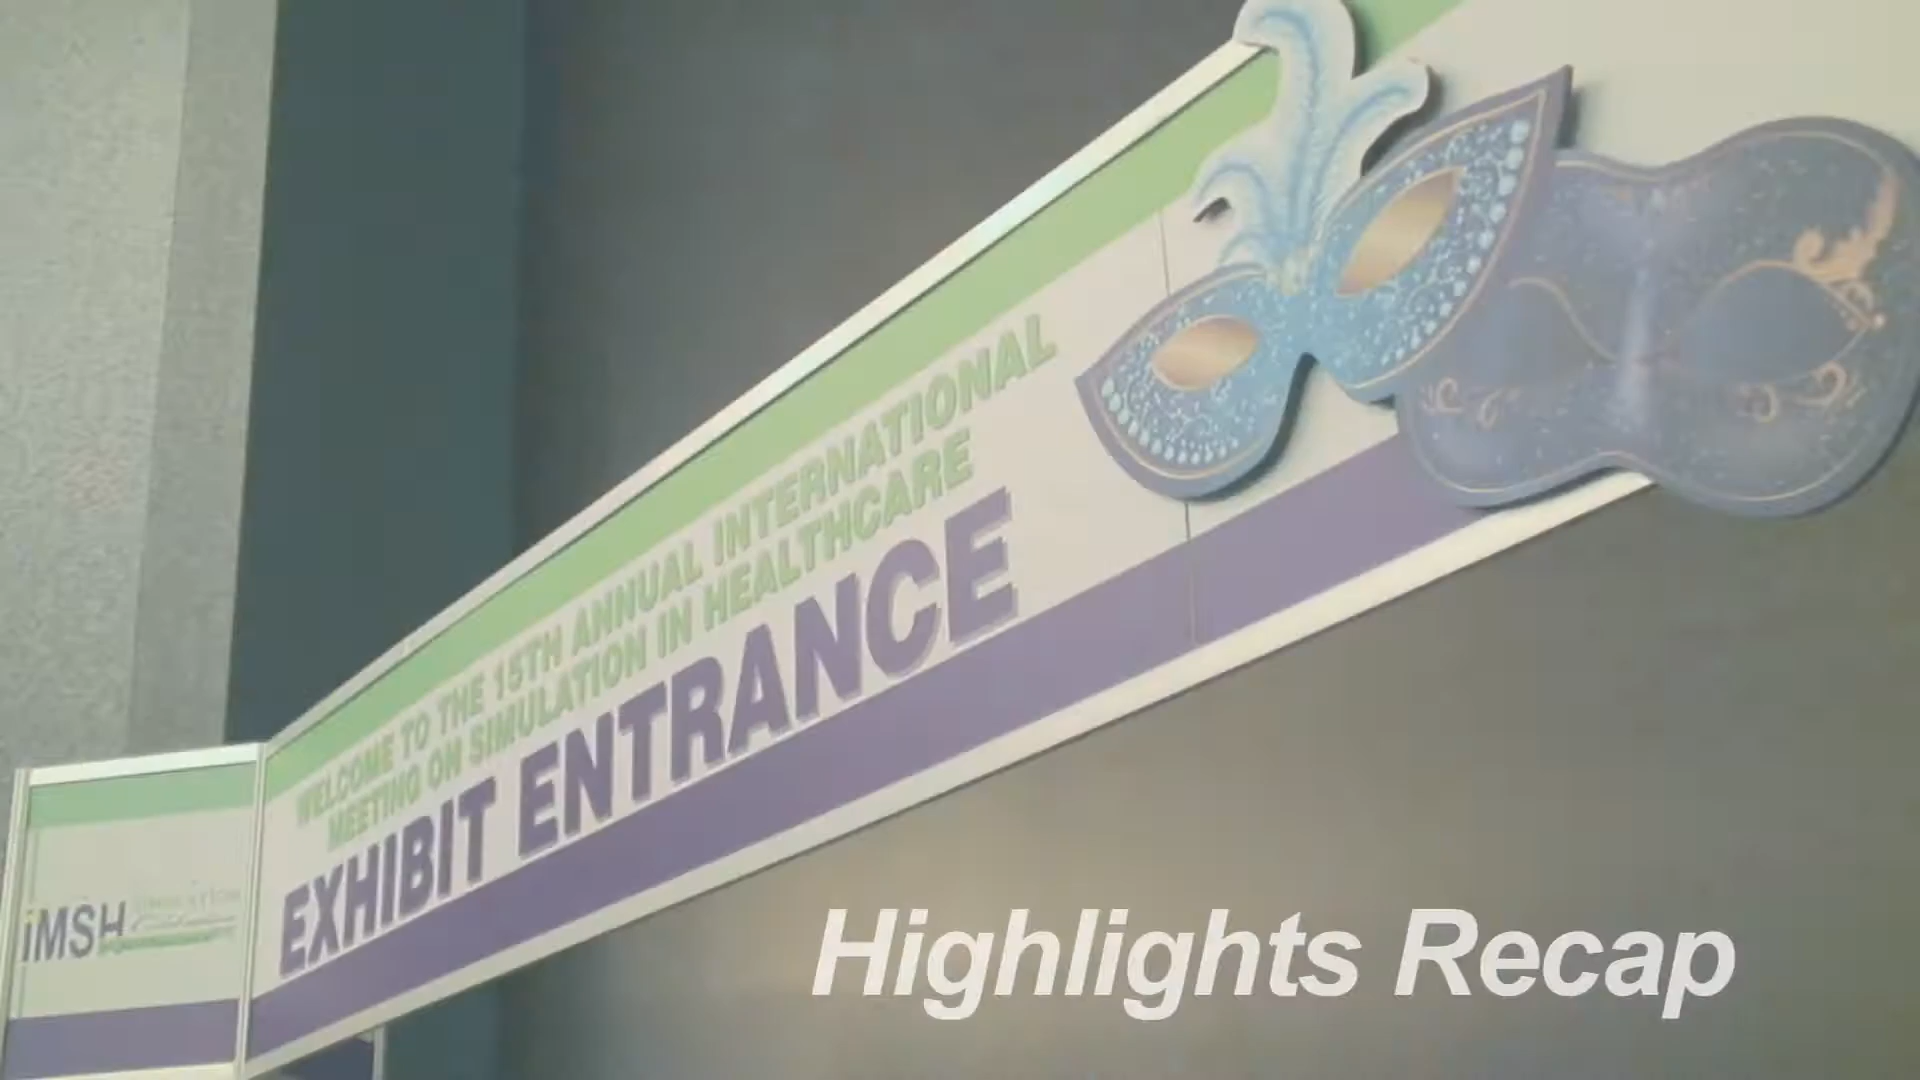 WELCOME TO THE 15TH ANNUAL INTERNATIONAL
MEETING ON SIMULATION IN HEALTHCARE
EXHIBIT ENTRANCE
iMSH
Highlights Recap